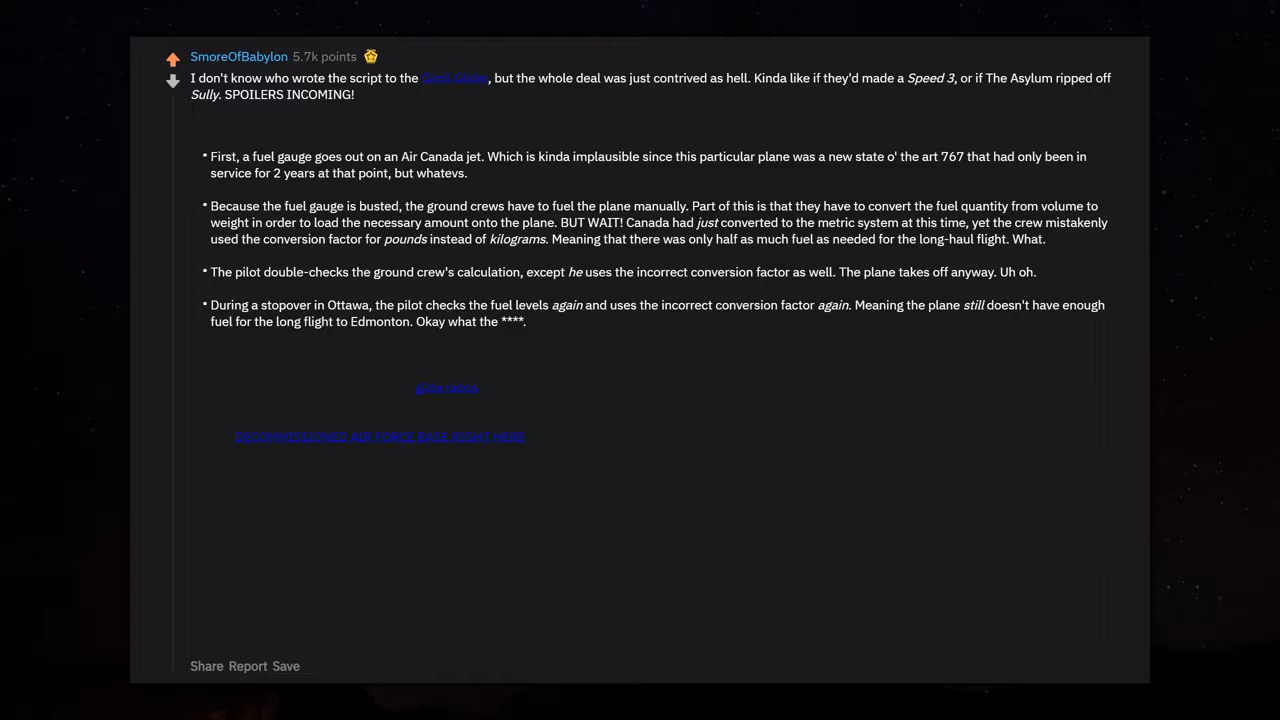 SmoreOfBabylon 5.7k points
I don't know who wrote the script to the Gimli Glider, but the whole deal was just contrived as hell. Kinda like if they'd made a Speed 3, or if The Asylum ripped off
Sully. SPOILERS INCOMING!
• First, a fuel gauge goes out on an Air Canada jet. Which is kinda implausible since this particular plane was a new state o' the art 767 that had only been in
service for 2 years at that point, but whatevs.
• Because the fuel gauge is busted, the ground crews have to fuel the plane manually. Part of this is that they have to convert the fuel quantity from volume to
weight in order to load the necessary amount onto the plane. BUT WAIT! Canada had just converted to the metric system at this time, yet the crew mistakenly
used the conversion factor for pounds instead of kilograms. Meaning that there was only half as much fuel as needed for the long-haul flight. What.
• The pilot double-checks the ground crew's calculation, except he uses the incorrect conversion factor as well. The plane takes off anyway. Uh oh.
• During a stopover in Ottawa, the pilot checks the fuel levels again and uses the incorrect conversion factor again. Meaning the plane still doesn't have enough
fuel for the long flight to Edmonton. Okay what the ****.
glide ratios
DECOMMISSIONED AIR FORCE BASE RIGHT HERE
Share Report Save